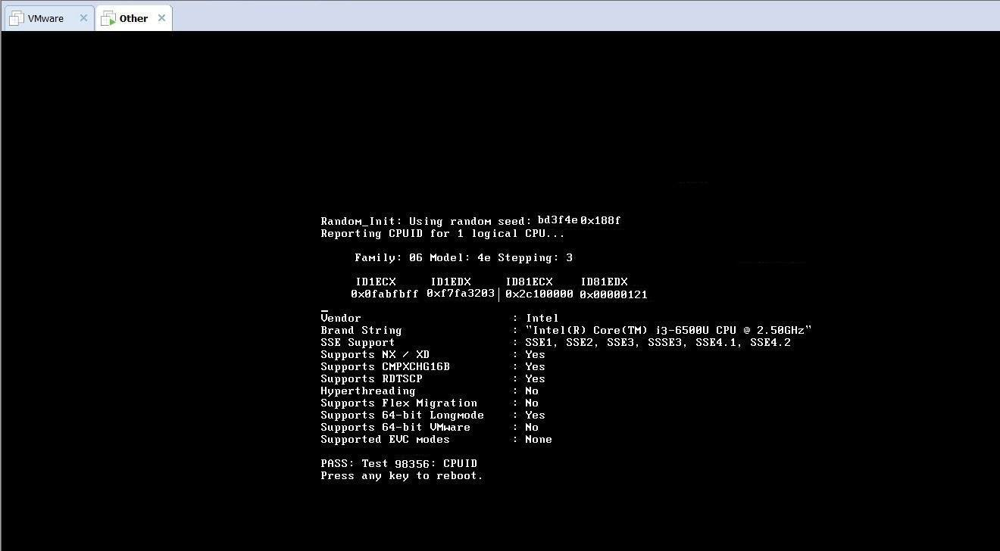 VMware Other
Random_Init: Using random seed: bd3f4e0x188f
Reporting CPUID for 1 logical CPU...
Family: 06 Model: 4e Stepping: 3
ID1ECX ID1EDX ID81ECX ID81EDX
0x0fabfbff 0xf7fa3203 0x2c100000 0x00000121
Vendor : Intel
Brand String : "Intel(R) Core(TM) i3-6500U CPU @ 2.50GHz"
SSE Support : SSE1, SSE2, SSE3, SSSE3, SSE4.1, SSE4.2
Supports NX / XD : Yes
Supports CMPXCHG16B : Yes
Supports RDTSCP : Yes
Hyperthreading : No
Supports Flex Migration : No
Supports 64-bit Longmode : Yes
Supports 64-bit VMware : No
Supported EVC modes : None
PASS: Test 98356: CPUID
Press any key to reboot.